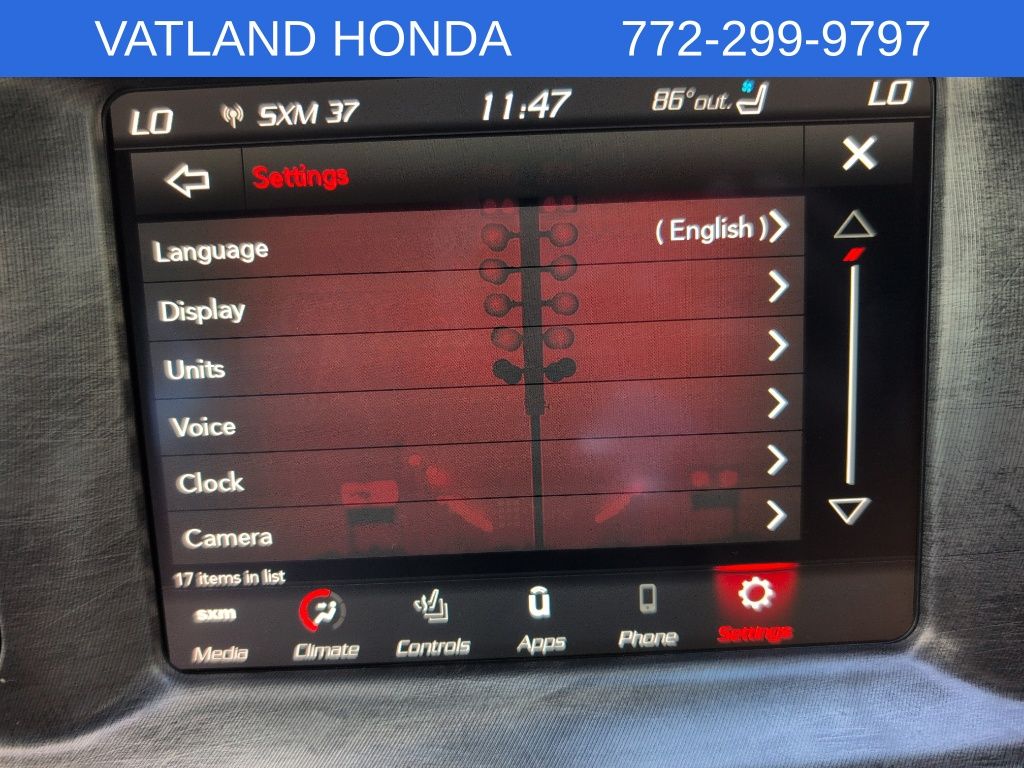 VATLAND HONDA 772-299-9797
LO SXM 37 11:47 86° out. LO
Settings
Language ( English )
Display
Units
Voice
Clock
Camera
17 items in list
sxm
Media Climate Controls Apps Phone Settings